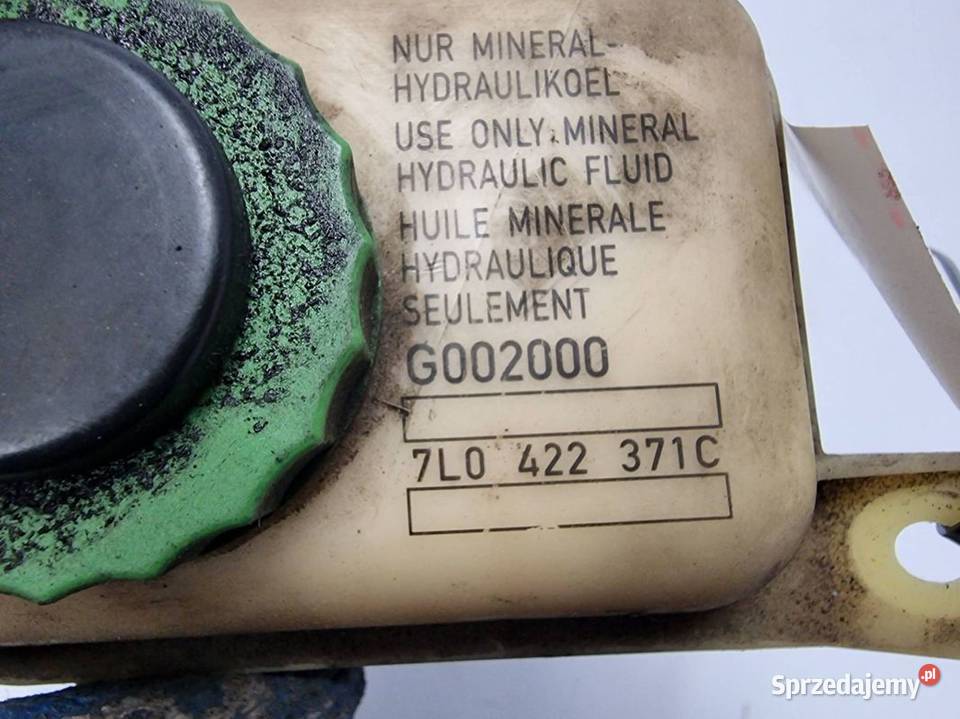 NUR MINERAL-
HYDRAULIKOEL
USE ONLY MINERAL
HYDRAULIC FLUID
HUILE MINERALE
HYDRAULIQUE
SEULEMENT
G002000
7L0 422 371C
Sprzedajemy.pl